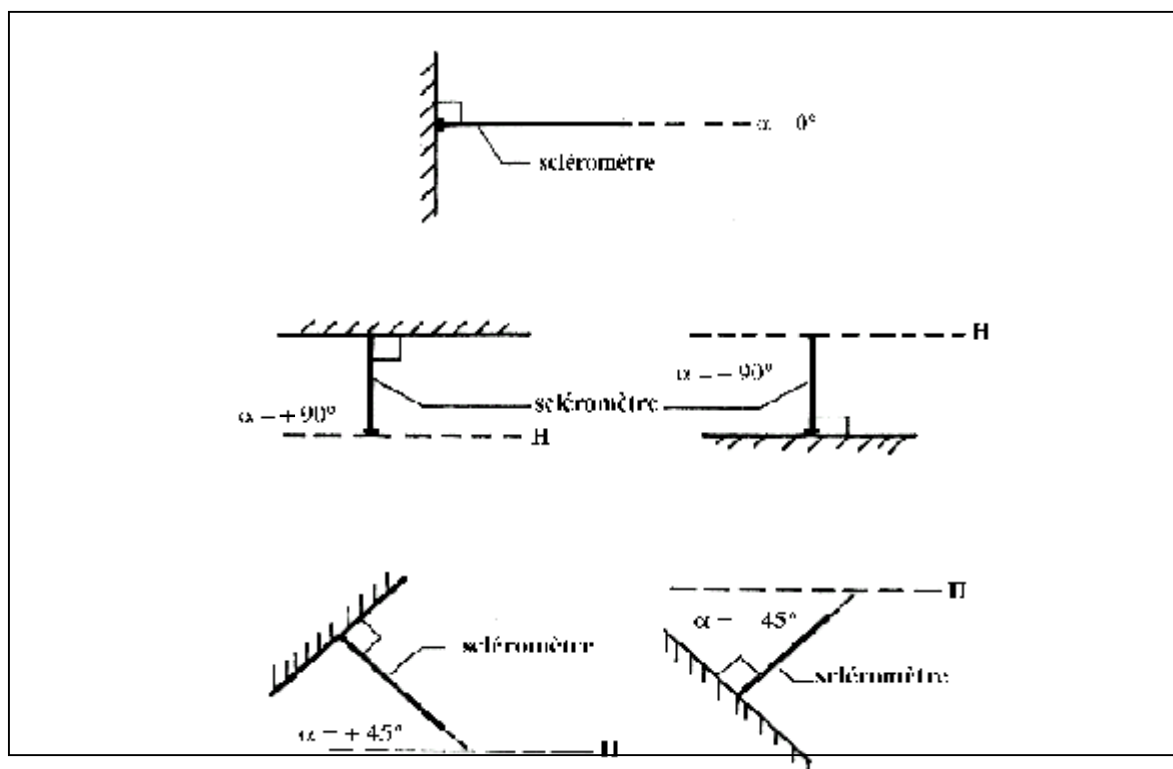 α = 0°
scléromètre
H
α = - 90°
scléromètre
α = + 90°
H
H
α = - 45°
scléromètre
scléromètre
α = + 45°
H